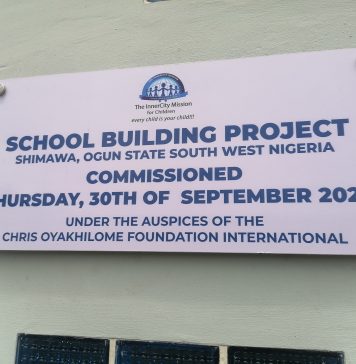 The InnerCity Mission
for Children
every child is your child!!!
SCHOOL BUILDING PROJECT
SHIMAWA, OGUN STATE SOUTH WEST NIGERIA
COMMISSIONED
HURSDAY, 30TH OF SEPTEMBER 202
UNDER THE AUSPICES OF THE
CHRIS OYAKHILOME FOUNDATION INTERNATIONAL